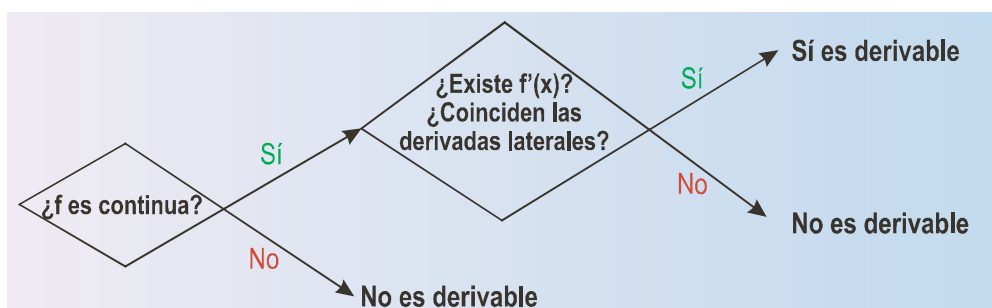 ¿f es continua?
Sí
No
No es derivable
¿Existe f'(x)?
¿Coinciden las
derivadas laterales?
Sí
No
Sí es derivable
No es derivable